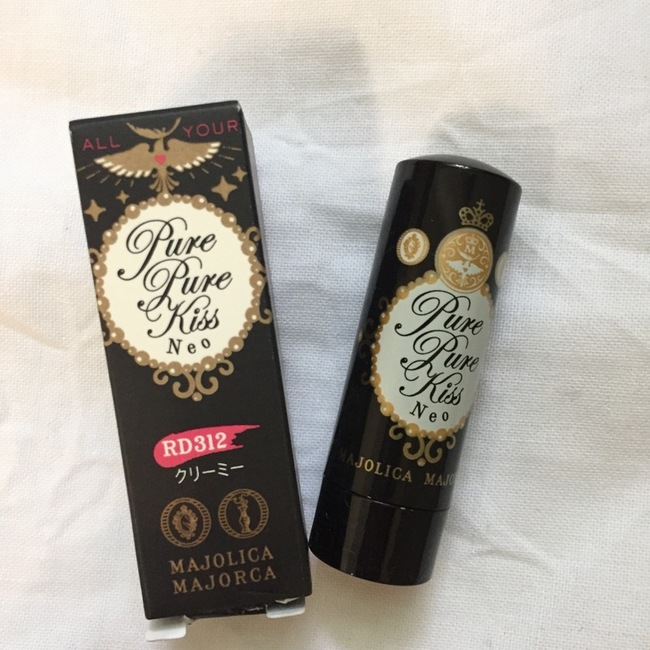 ALL YOUR
Pure
Pure
Kiss
Neo
RD312
クリーミー
MAJOLICA
MAJORCA
Pure
Pure
Kiss
Neo
MAJOLICA